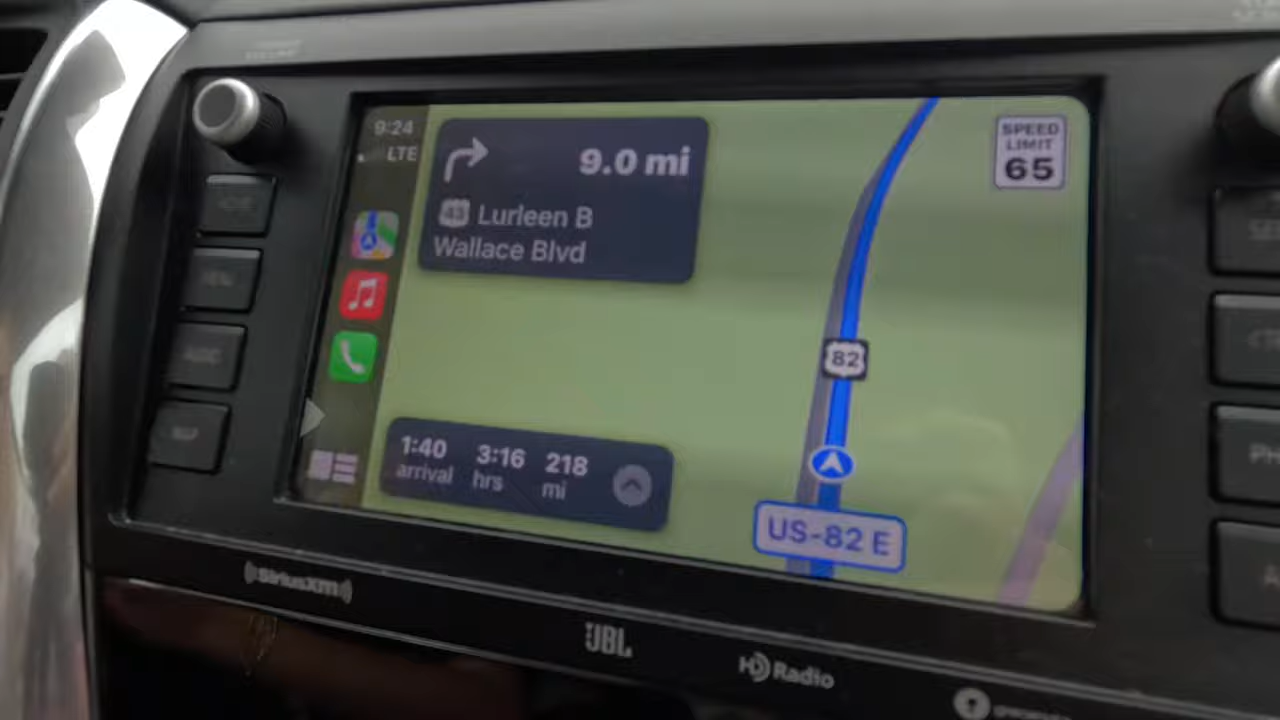 9:24
LTE
9.0 mi
43 Lurleen B
Wallace Blvd
SPEED
LIMIT
65
82
1:40 3:16 218
arrival hrs mi
US-82 E
SiriusXM
JBL
HD Radio